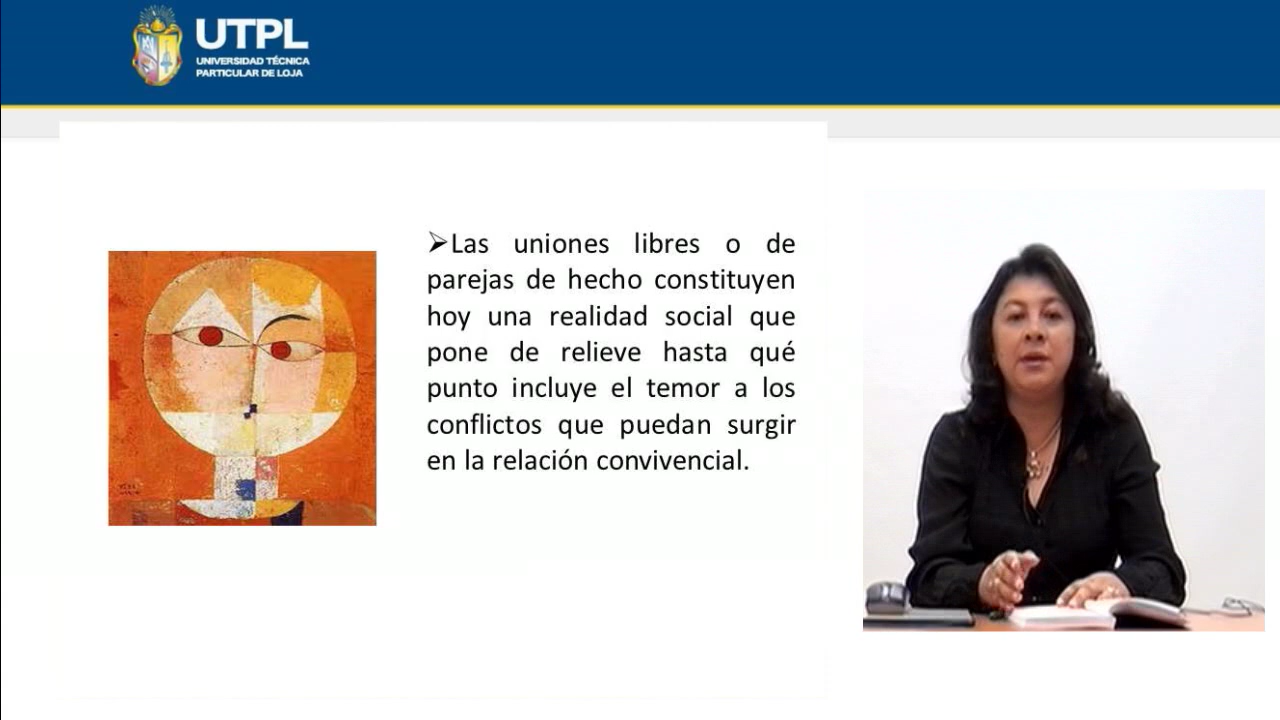 UTPL
UNIVERSIDAD TÉCNICA
PARTICULAR DE LOJA
➢Las uniones libres o de
parejas de hecho constituyen
hoy una realidad social que
pone de relieve hasta qué
punto incluye el temor a los
conflictos que puedan surgir
en la relación convivencial.